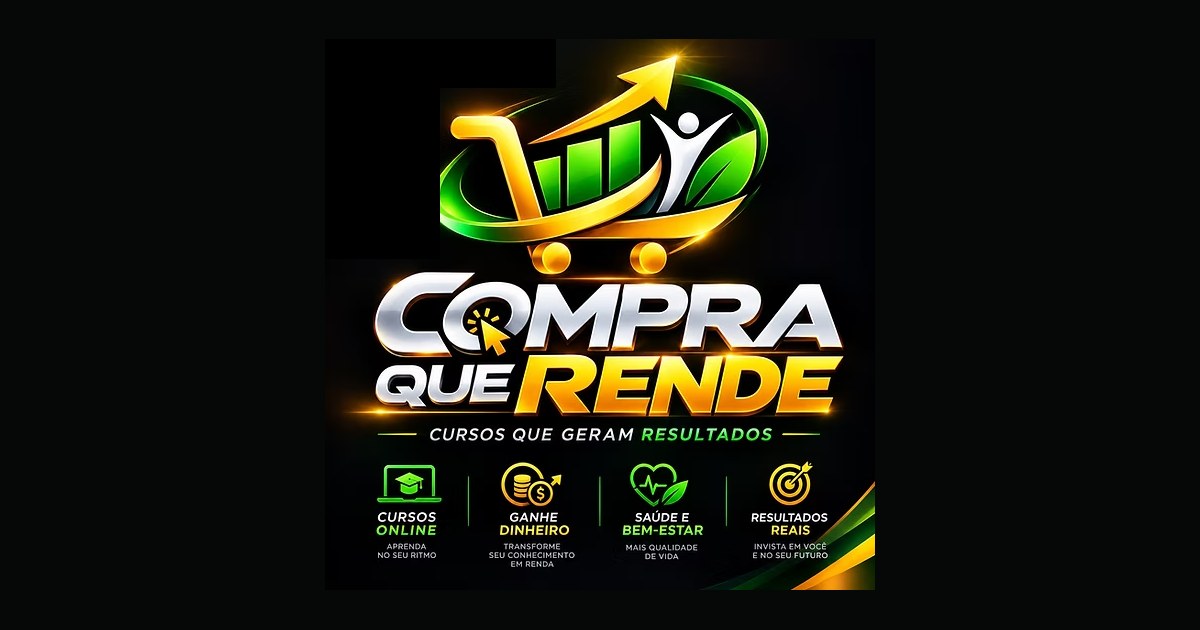 COMPRA
QUE RENDE
CURSOS QUE GERAM RESULTADOS
CURSOS
ONLINE
APRENDA
NO SEU RITMO
GANHE
DINHEIRO
TRANSFORME
SEU CONHECIMENTO
EM RENDA
SAÚDE E
BEM-ESTAR
MAIS QUALIDADE
DE VIDA
RESULTADOS
REAIS
INVISTA EM VOCÊ
E NO SEU FUTURO